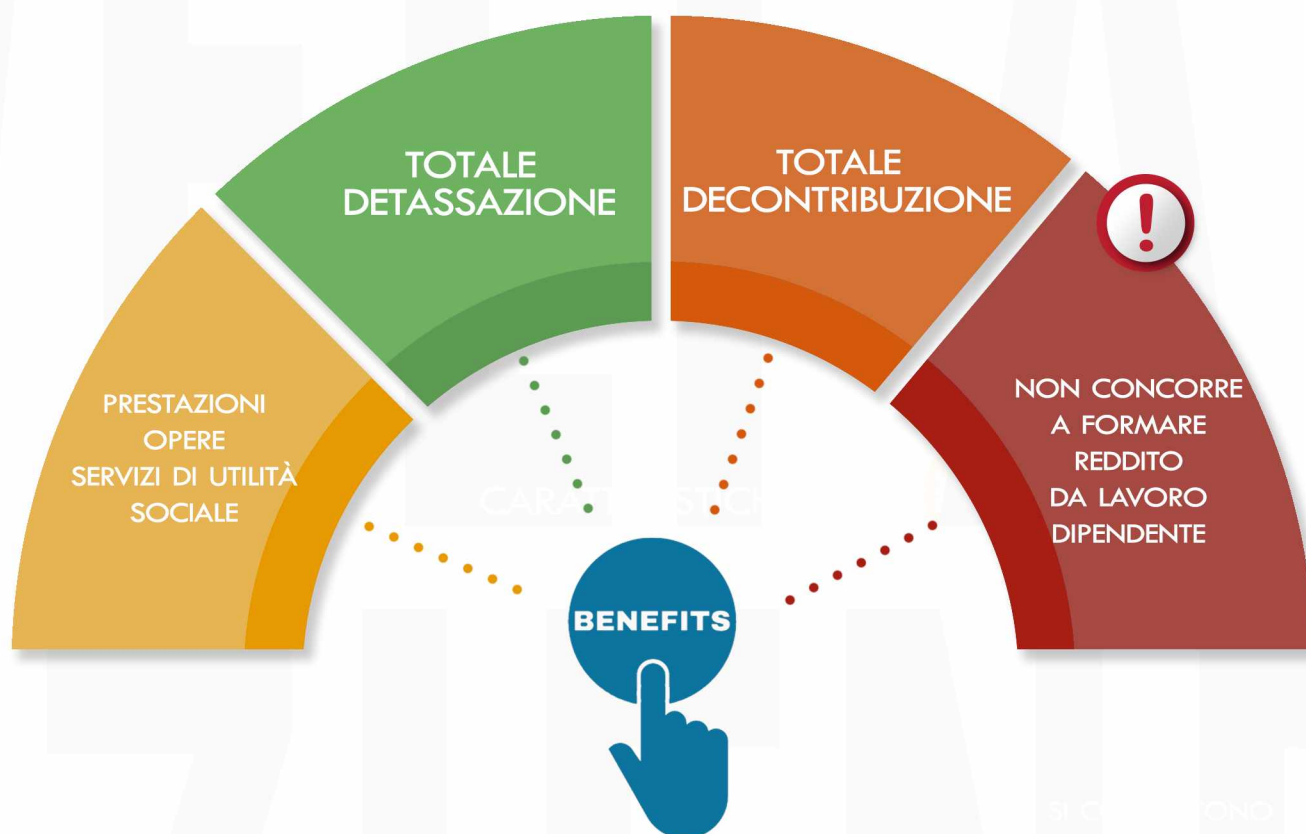 TOTALE
DETASSAZIONE
TOTALE
DECONTRIBUZIONE
!
PRESTAZIONI
OPERE
SERVIZI DI UTILITÀ
SOCIALE
NON CONCORRE
A FORMARE
REDDITO
DA LAVORO
DIPENDENTE
BENEFITS